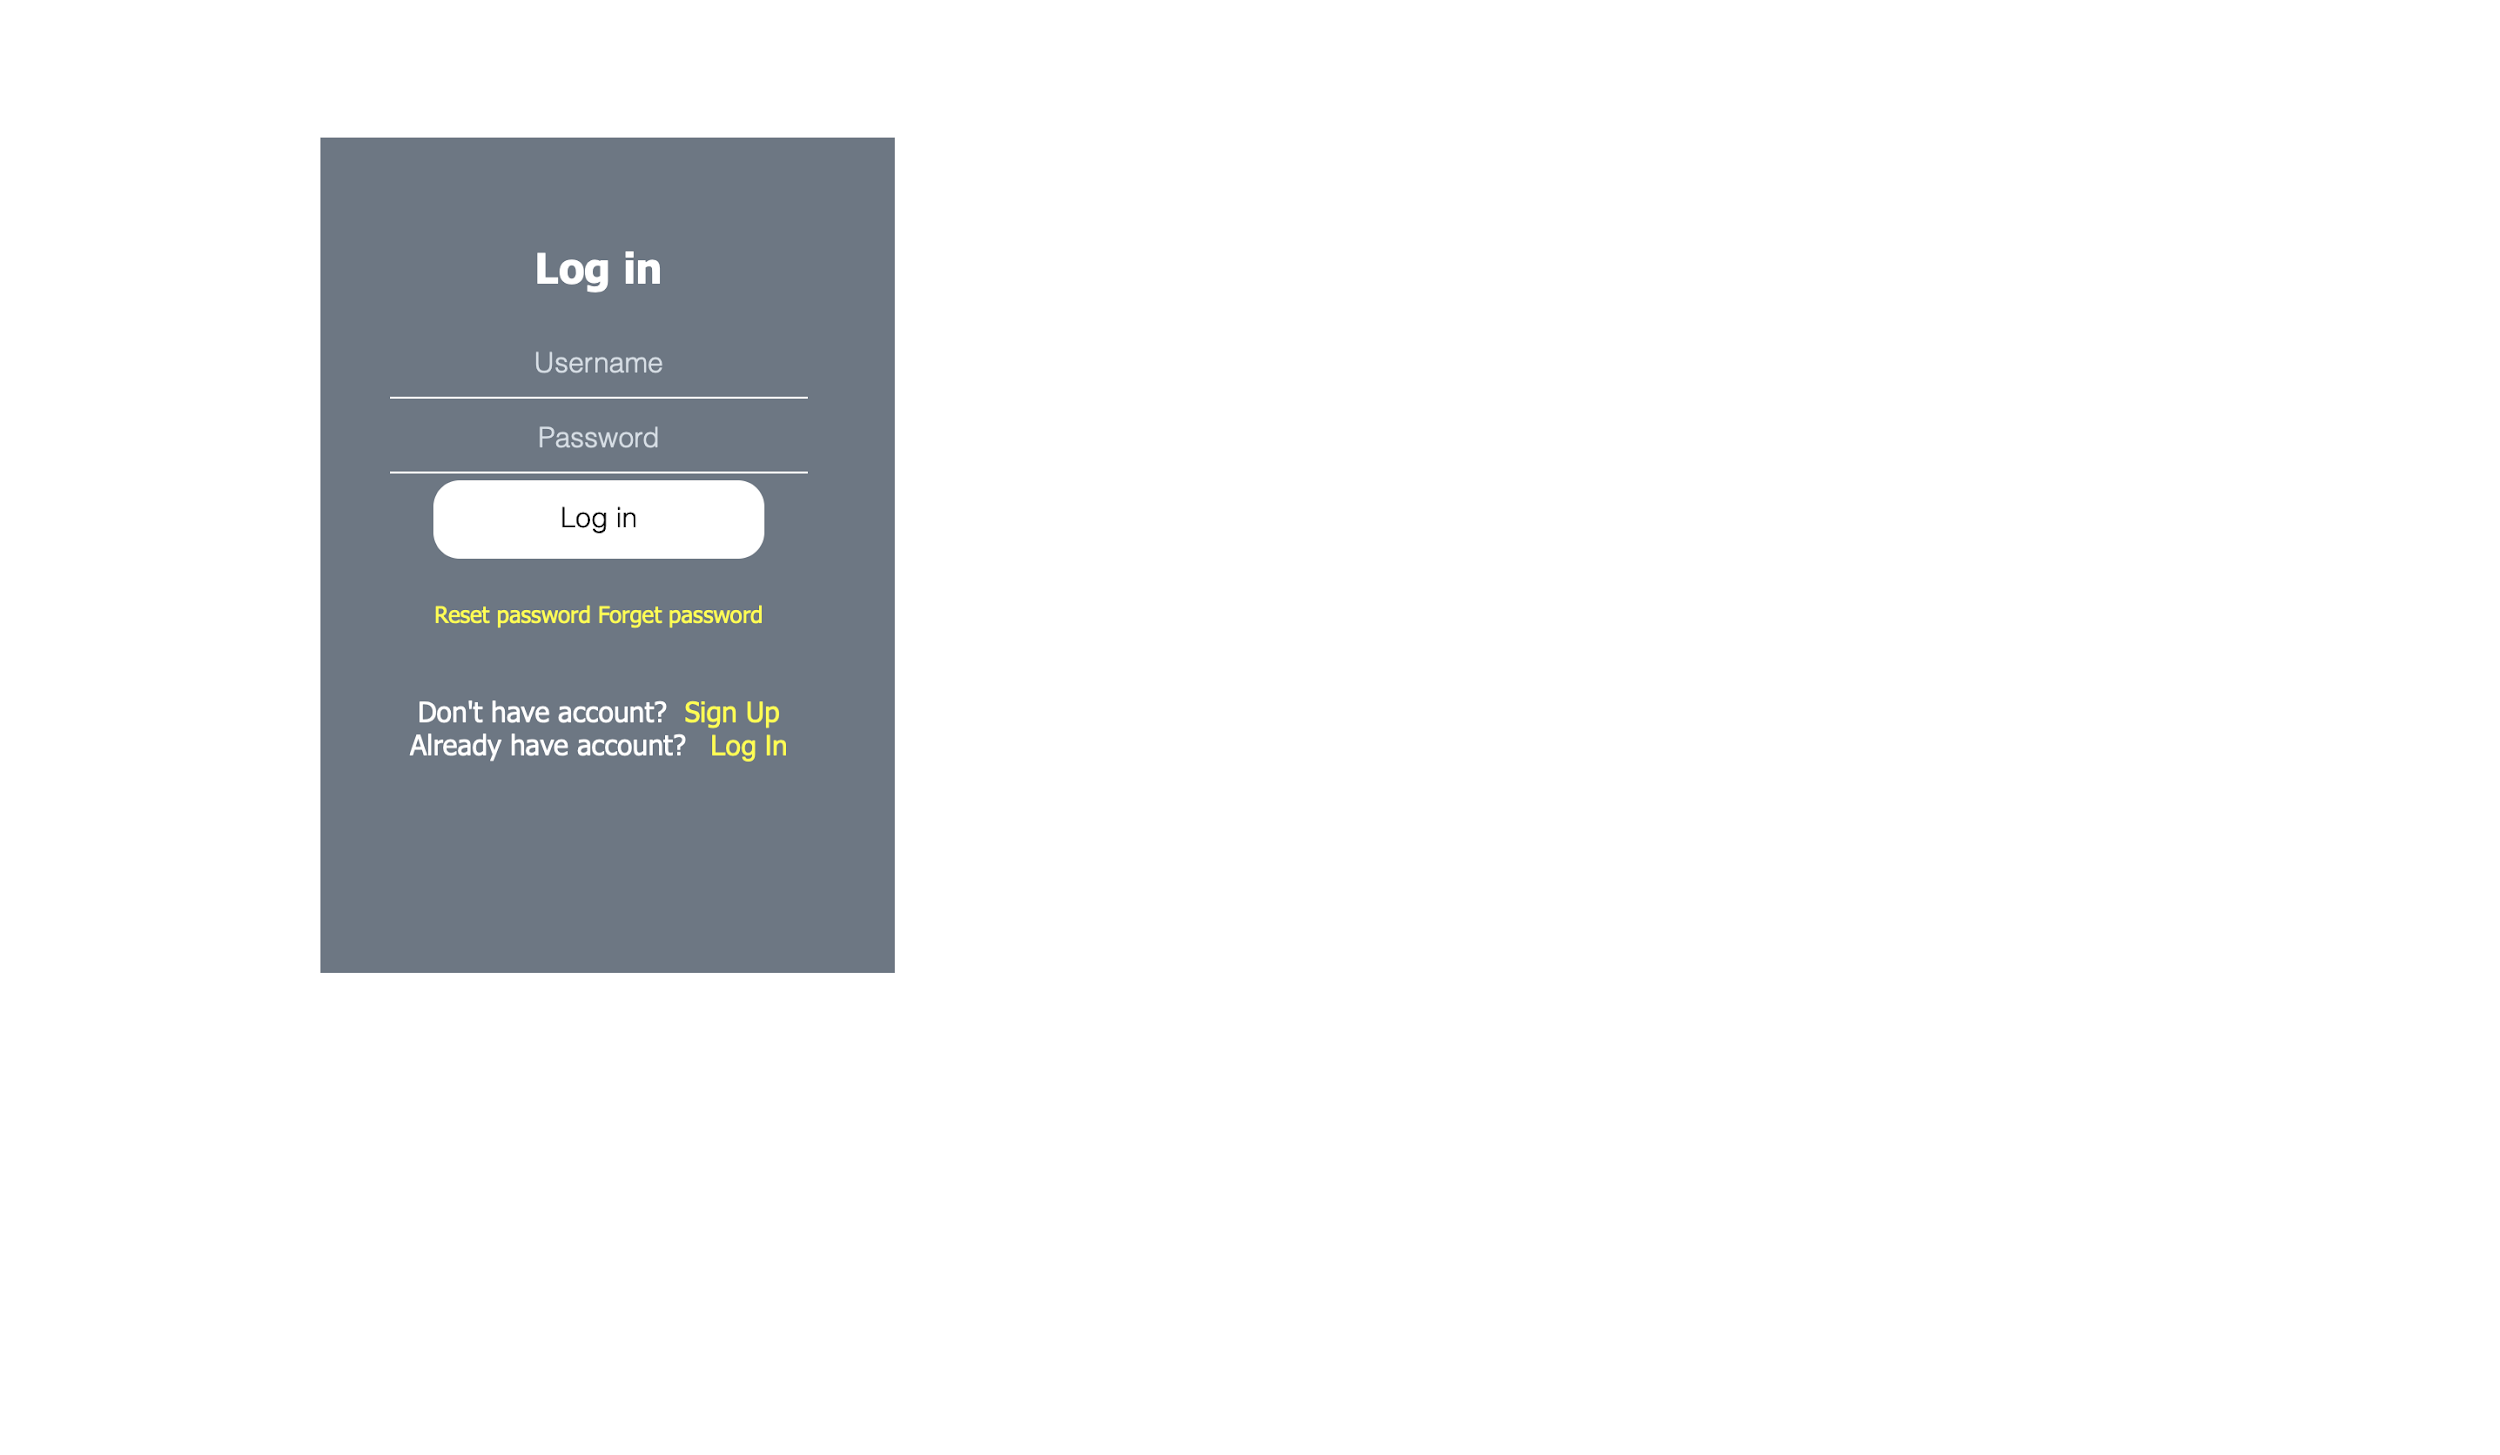 Log in
Username
Password
Log in
Reset password Forget password
Don't have account? Sign Up
Already have account? Log In